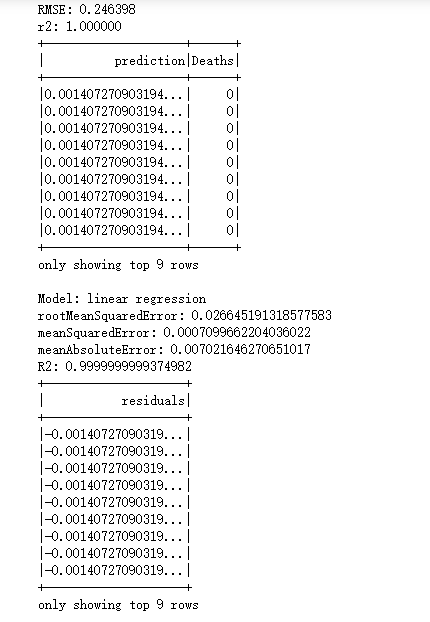 RMSE: 0.246398
r2: 1.000000
+--------------------+------+
|          prediction|Deaths|
+--------------------+------+
|0.001407270903194...|     0|
|0.001407270903194...|     0|
|0.001407270903194...|     0|
|0.001407270903194...|     0|
|0.001407270903194...|     0|
|0.001407270903194...|     0|
|0.001407270903194...|     0|
|0.001407270903194...|     0|
|0.001407270903194...|     0|
+--------------------+------+
only showing top 9 rows
Model: linear regression
rootMeanSquaredError: 0.026645191318577583
meanSquaredError: 0.0007099662204036022
meanAbsoluteError: 0.007021646270651017
R2: 0.9999999999374982
+--------------------+
|           residuals|
+--------------------+
|-0.00140727090319...|
|-0.00140727090319...|
|-0.00140727090319...|
|-0.00140727090319...|
|-0.00140727090319...|
|-0.00140727090319...|
|-0.00140727090319...|
|-0.00140727090319...|
|-0.00140727090319...|
+--------------------+
only showing top 9 rows